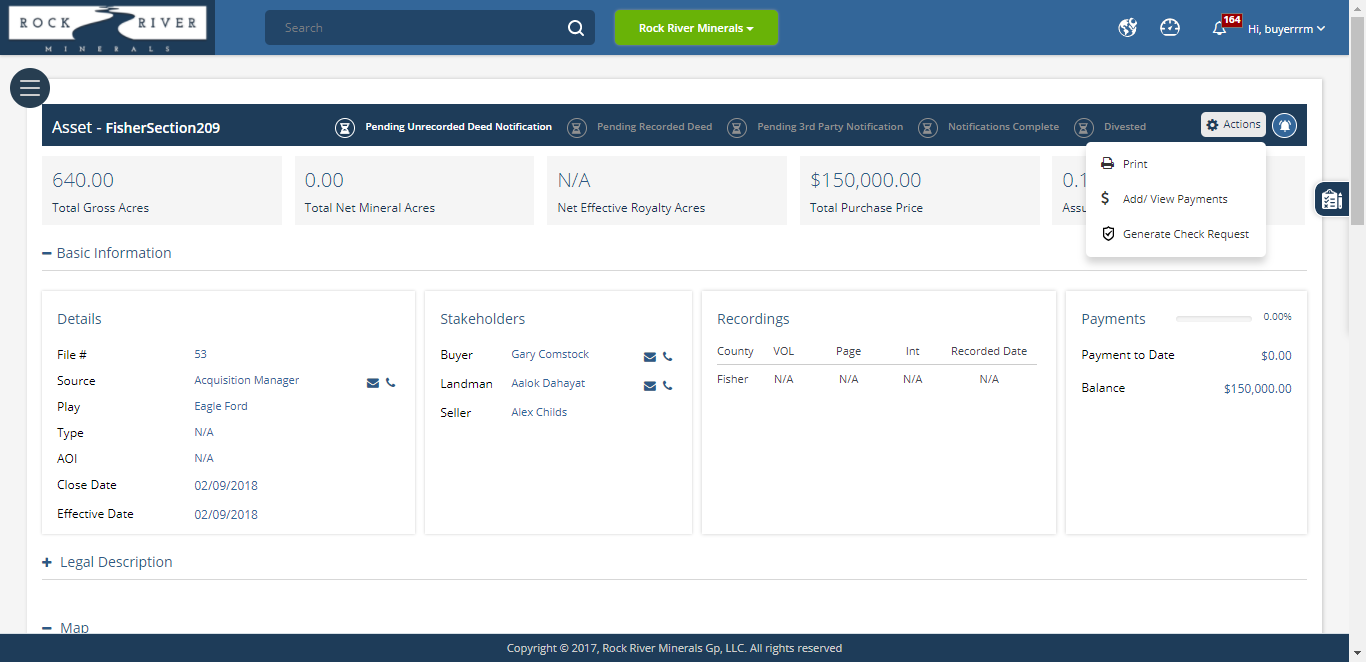 ROCK RIVER
MINERALS
Search
Rock River Minerals
164
Hi, buyerrrm
Asset - FisherSection209
Pending Unrecorded Deed Notification
Pending Recorded Deed
Pending 3rd Party Notification
Notifications Complete
Divested
Actions
Print
$ Add/ View Payments
Generate Check Request
640.00
Total Gross Acres
0.00
Total Net Mineral Acres
N/A
Net Effective Royalty Acres
$150,000.00
Total Purchase Price
Basic Information
Details
File # 53
Source Acquisition Manager
Play Eagle Ford
Type N/A
AOI N/A
Close Date 02/09/2018
Effective Date 02/09/2018
Stakeholders
Buyer Gary Comstock
Landman Aalok Dahayat
Seller Alex Childs
Recordings
County VOL Page Int Recorded Date
Fisher N/A N/A N/A N/A
Payments 0.00%
Payment to Date $0.00
Balance $150,000.00
Legal Description
Map
Copyright © 2017, Rock River Minerals Gp, LLC. All rights reserved